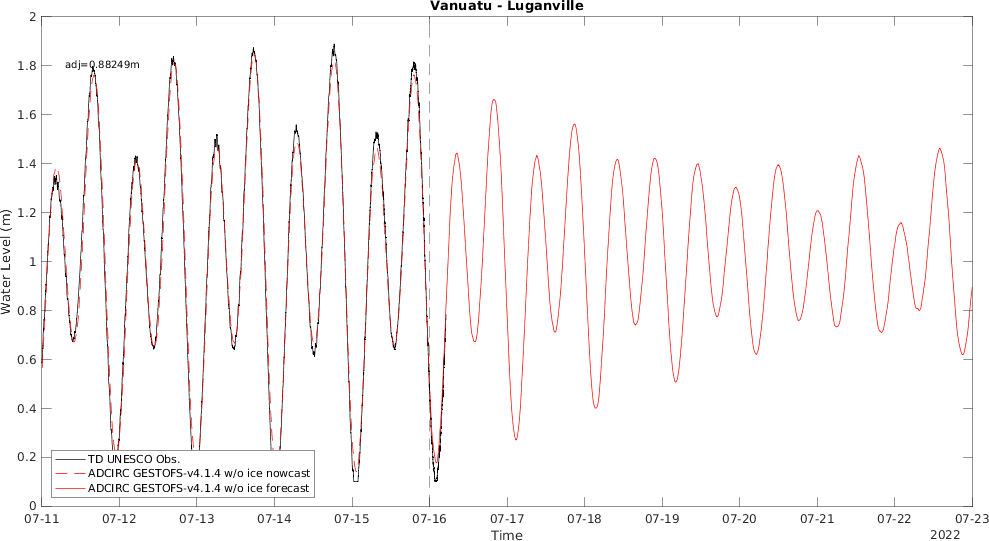 Vanuatu - Luganville
adj=0.88249m
Water Level (m)
2
1.8
1.6
1.4
1.2
1
0.8
0.6
0.4
0.2
0
TD UNESCO Obs.
ADCIRC GESTOFS-v4.1.4 w/o ice nowcast
ADCIRC GESTOFS-v4.1.4 w/o ice forecast
07-11 07-12 07-13 07-14 07-15 07-16 07-17 07-18 07-19 07-20 07-21 07-22 07-23
Time
2022